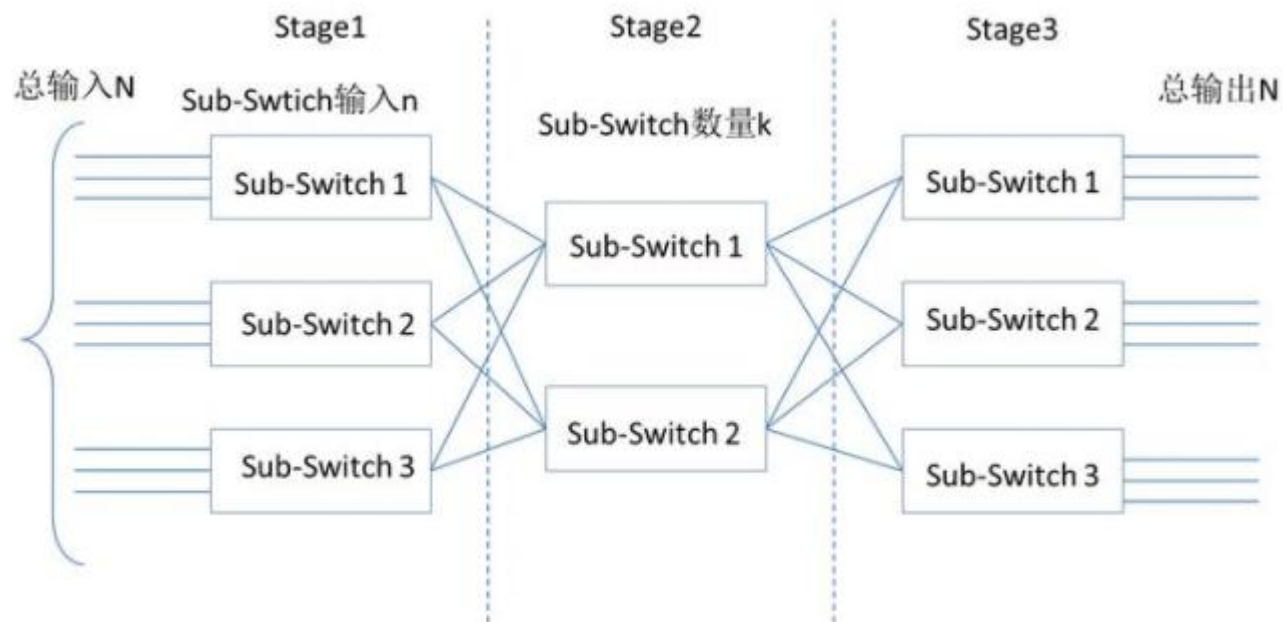 Stage1
Stage2
Stage3
总输入N
Sub-Swtich输入n
Sub-Switch数量k
总输出N
Sub-Switch 1
Sub-Switch 2
Sub-Switch 3
Sub-Switch 1
Sub-Switch 2
Sub-Switch 1
Sub-Switch 2
Sub-Switch 3